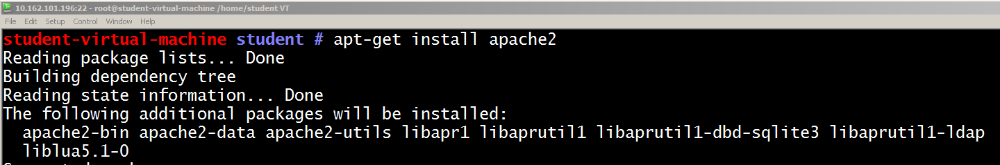 10.162.101.196:22 - root@student-virtual-machine /home/student VT
File Edit Setup Control Window Help
student-virtual-machine student # apt-get install apache2
Reading package lists... Done
Building dependency tree
Reading state information... Done
The following additional packages will be installed:
  apache2-bin apache2-data apache2-utils libapr1 libaprutil1 libaprutil1-dbd-sqlite3 libaprutil1-ldap
  liblua5.1-0